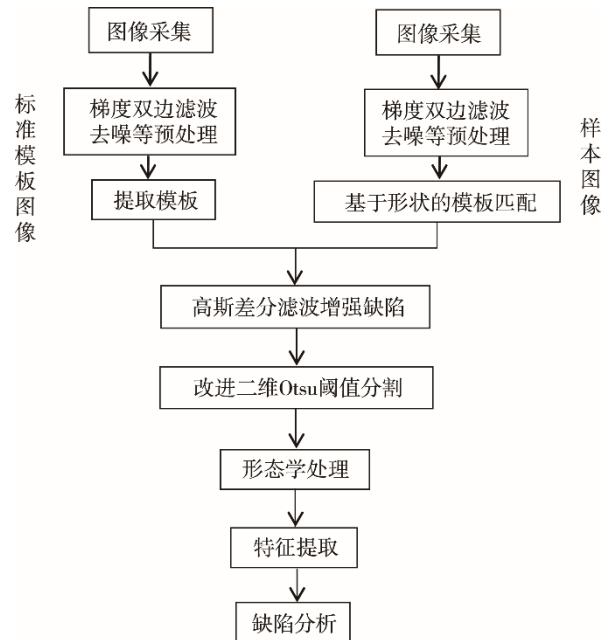 图像采集
图像采集
标准模板图像
梯度双边滤波
去噪等预处理
梯度双边滤波
去噪等预处理
样本图像
提取模板
基于形状的模板匹配
高斯差分滤波增强缺陷
改进二维Otsu阈值分割
形态学处理
特征提取
缺陷分析